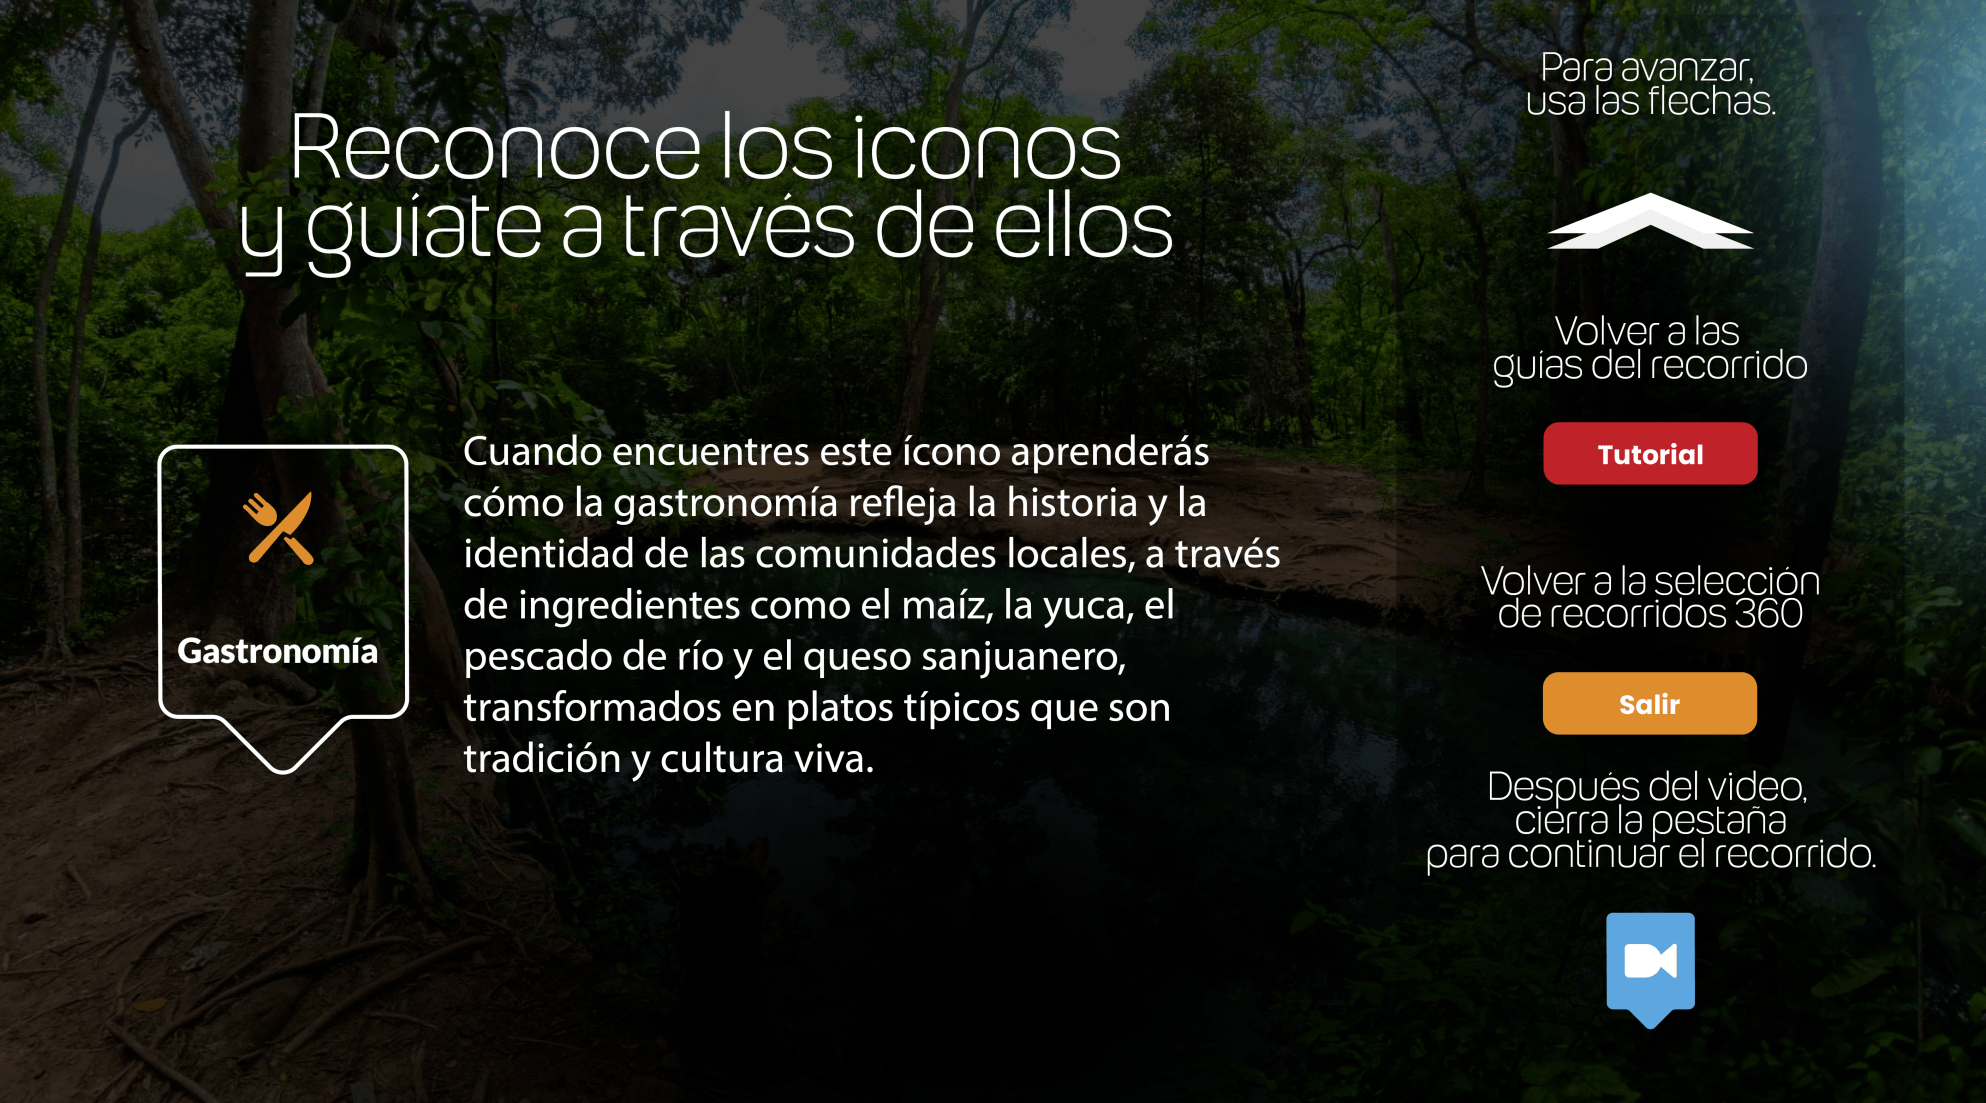 Reconoce los iconos
y guíate a través de ellos
Gastronomía
Cuando encuentres este ícono aprenderás
cómo la gastronomía refleja la historia y la
identidad de las comunidades locales, a través
de ingredientes como el maíz, la yuca, el
pescado de río y el queso sanjuanero,
transformados en platos típicos que son
tradición y cultura viva.
Para avanzar,
usa las flechas.
Volver a las
guías del recorrido
Tutorial
Volver a la selección
de recorridos 360
Salir
Después del video,
cierra la pestaña
para continuar el recorrido.